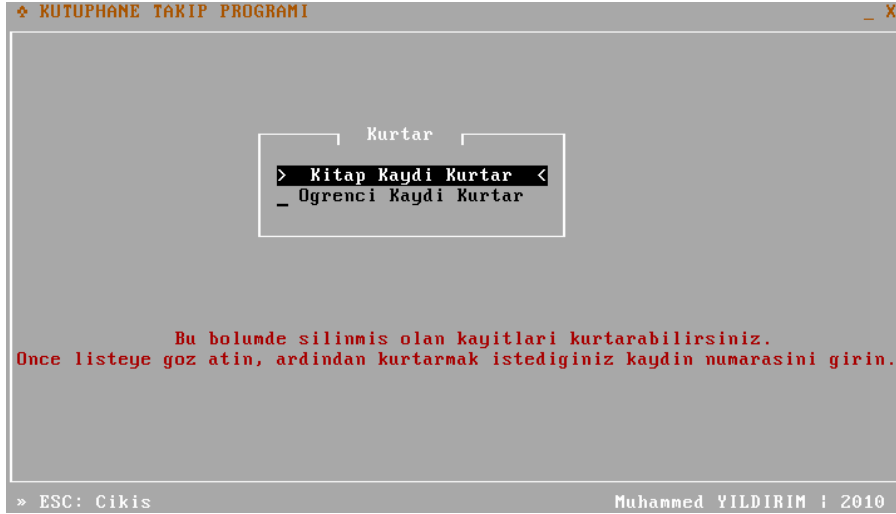 KUTUPHANE TAKIP PROGRAMI _ X
Kurtar
> Kitap Kaydi Kurtar <
_ Ogrenci Kaydi Kurtar
Bu bolumde silinmis olan kayitlari kurtarabilirsiniz.
Once listeye goz atin, ardindan kurtarmak istediginiz kaydin numarasini girin.
» ESC: Cikis Muhammed YILDIRIM ¦ 2010